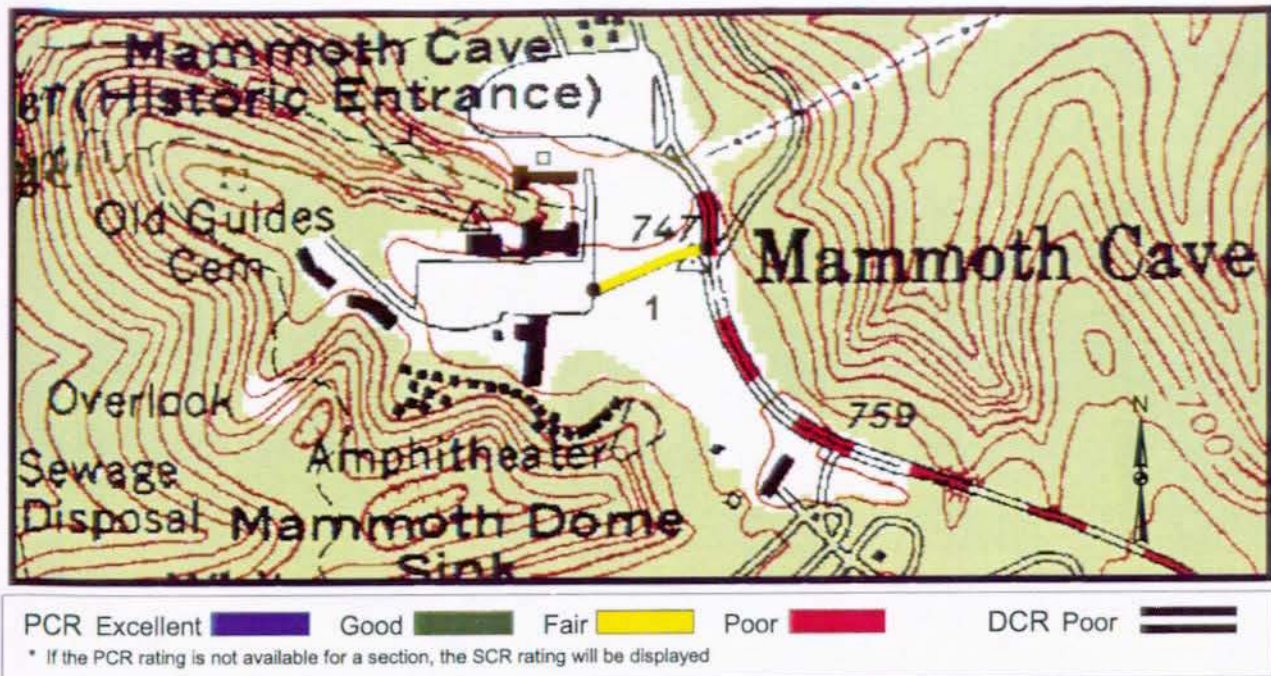 Mammoth Cave
(Historic Entrance)
Old Guides
Cem
747
Mammoth Cave
1
759
Overlook
700
Amphitheater
N
Sewage
Disposal
Mammoth Dome
Sink
PCR Excellent Good Fair Poor DCR Poor
* If the PCR rating is not available for a section, the SCR rating will be displayed